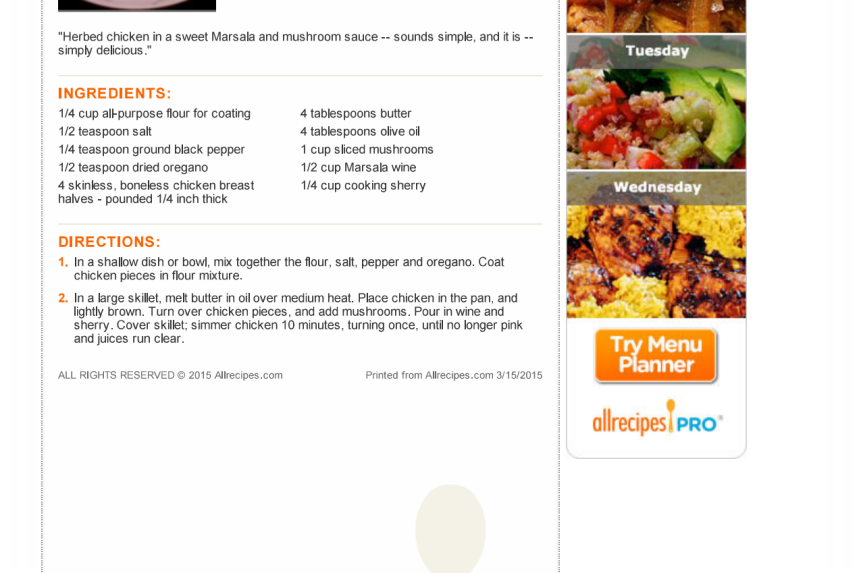 "Herbed chicken in a sweet Marsala and mushroom sauce -- sounds simple, and it is --
simply delicious."
INGREDIENTS:
1/4 cup all-purpose flour for coating
1/2 teaspoon salt
1/4 teaspoon ground black pepper
1/2 teaspoon dried oregano
4 skinless, boneless chicken breast
halves - pounded 1/4 inch thick
4 tablespoons butter
4 tablespoons olive oil
1 cup sliced mushrooms
1/2 cup Marsala wine
1/4 cup cooking sherry
DIRECTIONS:
1. In a shallow dish or bowl, mix together the flour, salt, pepper and oregano. Coat
chicken pieces in flour mixture.
2. In a large skillet, melt butter in oil over medium heat. Place chicken in the pan, and
lightly brown. Turn over chicken pieces, and add mushrooms. Pour in wine and
sherry. Cover skillet; simmer chicken 10 minutes, turning once, until no longer pink
and juices run clear.
ALL RIGHTS RESERVED © 2015 Allrecipes.com
Printed from Allrecipes.com 3/15/2015
Tuesday
Wednesday
Try Menu
Planner
allrecipes PRO